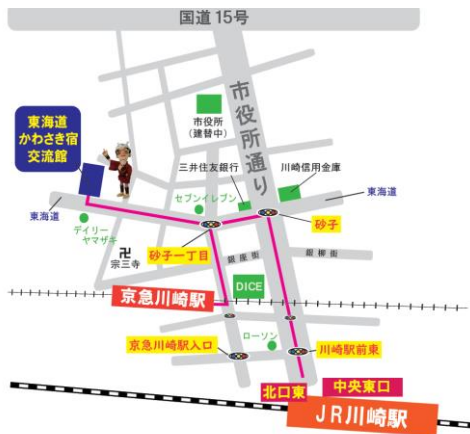 国道15号
市役所通り
東海道
かわさき宿
交流館
市役所
(建替中)
三井住友銀行
川崎信用金庫
セブンイレブン
東海道
東海道
デイリー
ヤマザキ
砂子
砂子一丁目
卍
宗三寺
銀座街
銀柳街
DICE
京急川崎駅
ローソン
京急川崎駅入口
川崎駅前東
北口東
中央東口
JR川崎駅